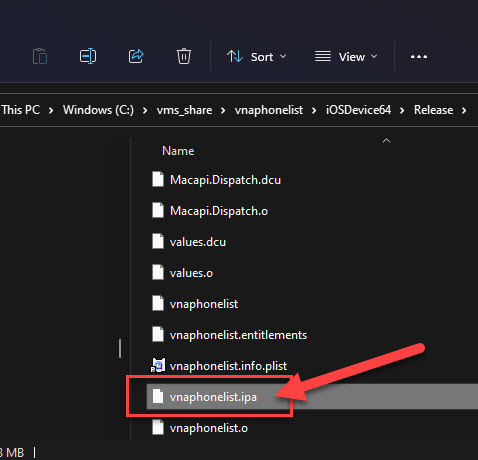 Sort
View
This PC > Windows (C:) > vms_share > vnaphonelist > iOSDevice64 > Release >
Name
Macapi.Dispatch.dcu
Macapi.Dispatch.o
values.dcu
values.o
vnaphonelist
vnaphonelist.entitlements
vnaphonelist.info.plist
vnaphonelist.ipa
vnaphonelist.o
MB